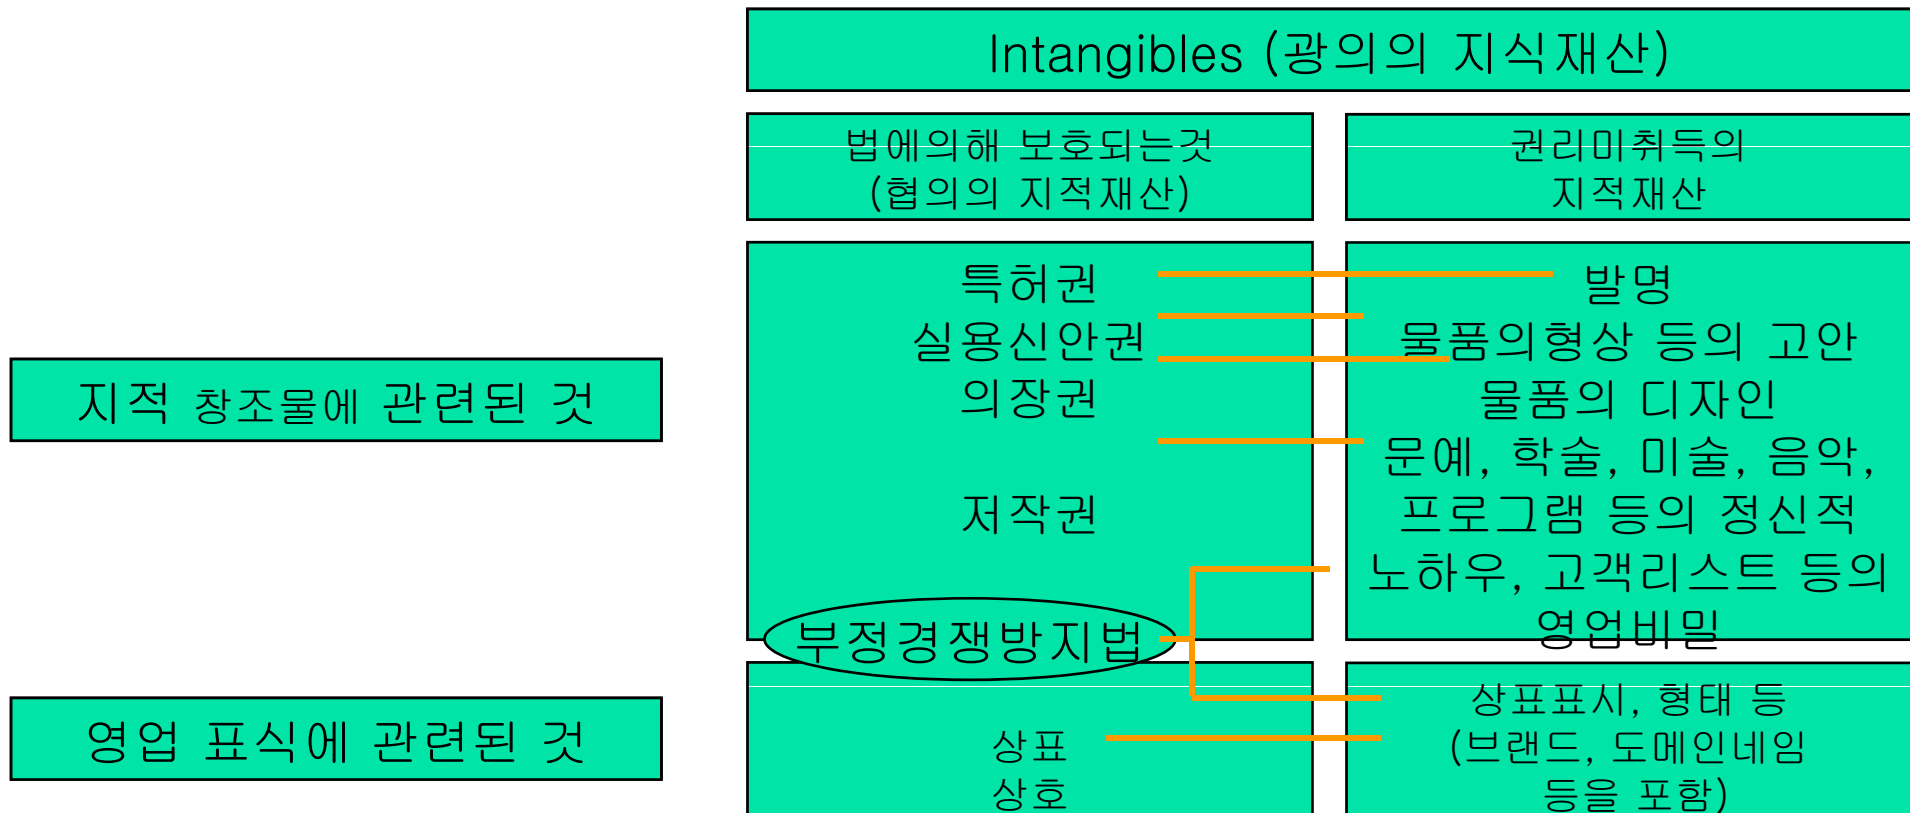 Intangibles (광의의 지식재산)
법에의해 보호되는것
(협의의 지적재산)
권리미취득의
지적재산
지적 창조물에 관련된 것
특허권
실용신안권
의장권
저작권
발명
물품의형상 등의 고안
물품의 디자인
문예, 학술, 미술, 음악,
프로그램 등의 정신적
노하우, 고객리스트 등의
영업비밀
부정경쟁방지법
영업 표식에 관련된 것
상표
상호
상표표시, 형태 등
(브랜드, 도메인네임
등을 포함)